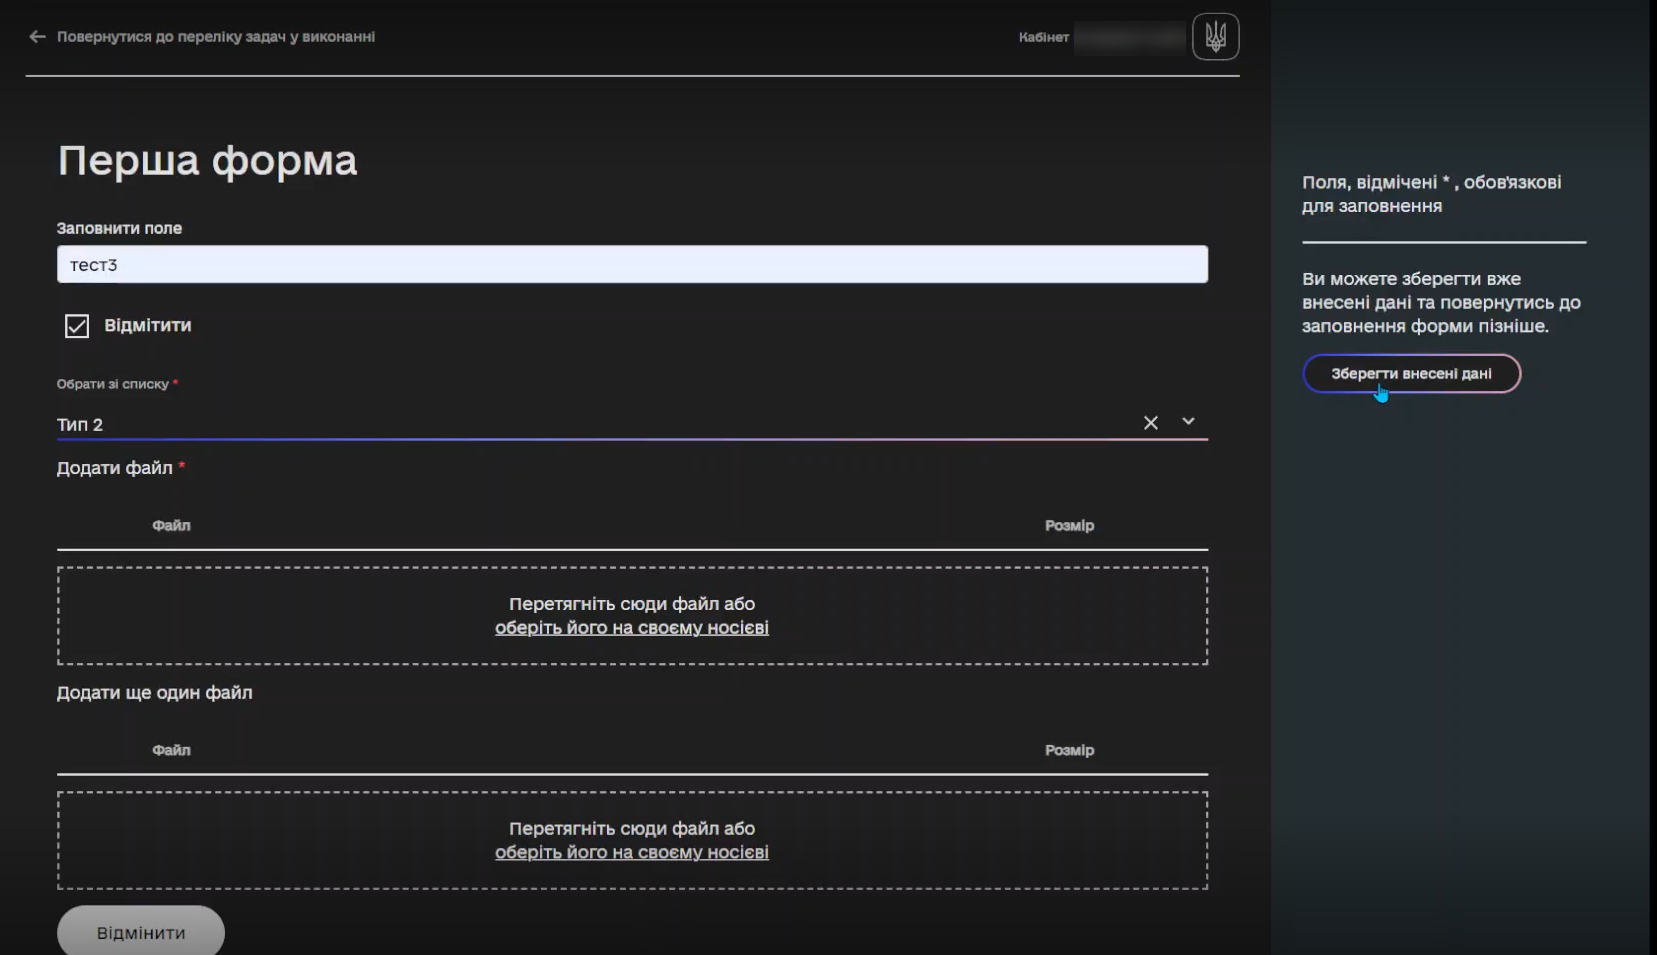 Повернутися до переліку задач у виконанні
Кабінет
Перша форма
Заповнити поле
тест3
Відмітити
Обрати зі списку *
Тип 2
Додати файл *
Файл Розмір
Перетягніть сюди файл або
оберіть його на своєму носієві
Додати ще один файл
Файл Розмір
Перетягніть сюди файл або
оберіть його на своєму носієві
Відмінити
Поля, відмічені * , обов'язкові
для заповнення
Ви можете зберегти вже
внесені дані та повернутись до
заповнення форми пізніше.
Зберегти внесені дані